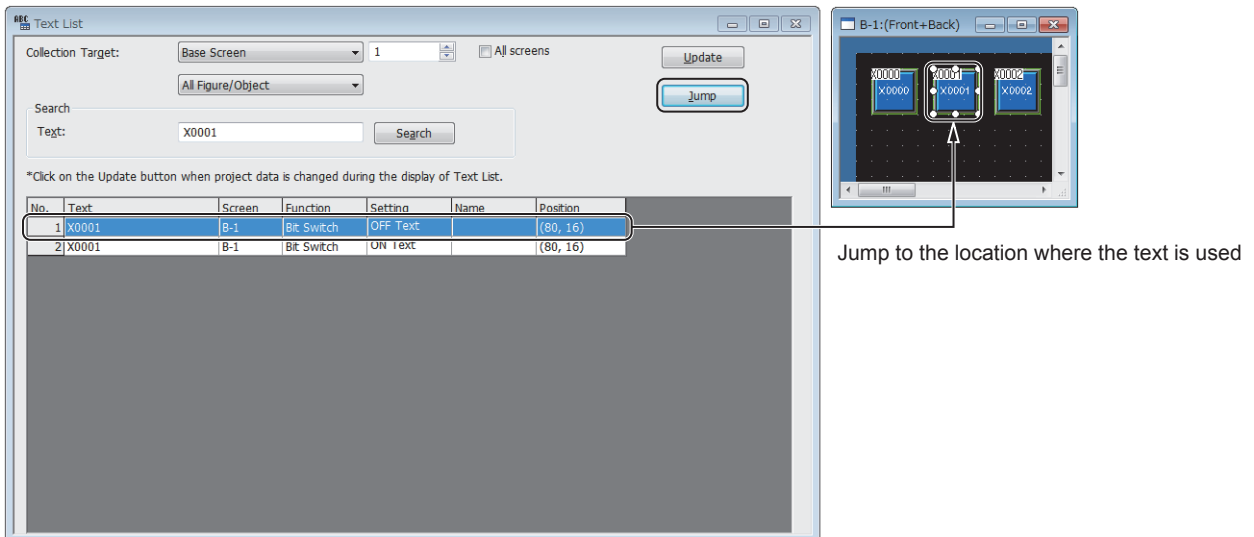 ABC Text List
Collection Target: Base Screen 1 All screens Update
All Figure/Object Jump
Search
Text: X0001 Search
*Click on the Update button when project data is changed during the display of Text List.
No. Text Screen Function Setting Name Position
1 X0001 B-1 Bit Switch OFF Text (80, 16)
2 X0001 B-1 Bit Switch ON Text (80, 16)
B-1:(Front+Back)
X0000 X0001 X0002
X0000 X0001 X0002
Jump to the location where the text is used